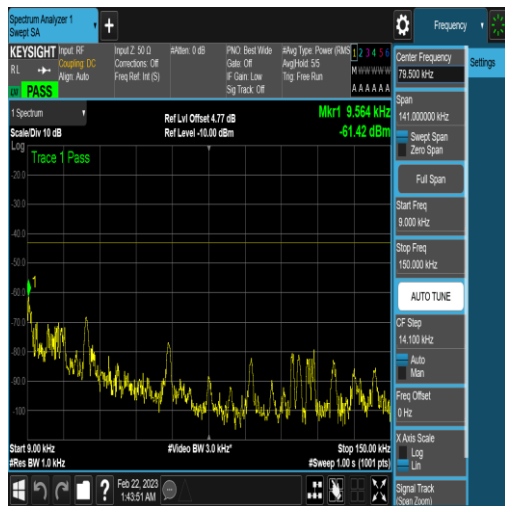 Spectrum Analyzer 1
Swept SA
+
Frequency
KEYSIGHT
RL
PASS
Input: RF
Coupling: DC
Align: Auto
Input Z: 50 Ω
Corrections: Off
Freq Ref: Int (S)
#Atten: 0 dB
PNO: Best Wide
Gate: Off
IF Gain: Low
Sig Track: Off
#Avg Type: Power (RMS
Avg|Hold: 5/5
Trig: Free Run
1 2 3 4 5 6
M W W W W W
A A A A A A
1 Spectrum
Scale/Div 10 dB
Ref Lvl Offset 4.77 dB
Ref Level -10.00 dBm
Mkr1 9.564 kHz
-61.42 dBm
Log
Trace 1 Pass
-20.0
-30.0
-40.0
-50.0
-60.0
-70.0
-80.0
-90.0
-100
1
Start 9.00 kHz
#Res BW 1.0 kHz
#Video BW 3.0 kHz*
Stop 150.00 kHz
#Sweep 1.00 s (1001 pts)
Center Frequency
79.500 kHz
Settings
Span
141.000000 kHz
Swept Span
Zero Span
Full Span
Start Freq
9.000 kHz
Stop Freq
150.000 kHz
AUTO TUNE
CF Step
14.100 kHz
Auto
Man
Freq Offset
0 Hz
X Axis Scale
Log
Lin
Signal Track
(Span Zoom)
?
Feb 22, 2023
1:43:51 AM